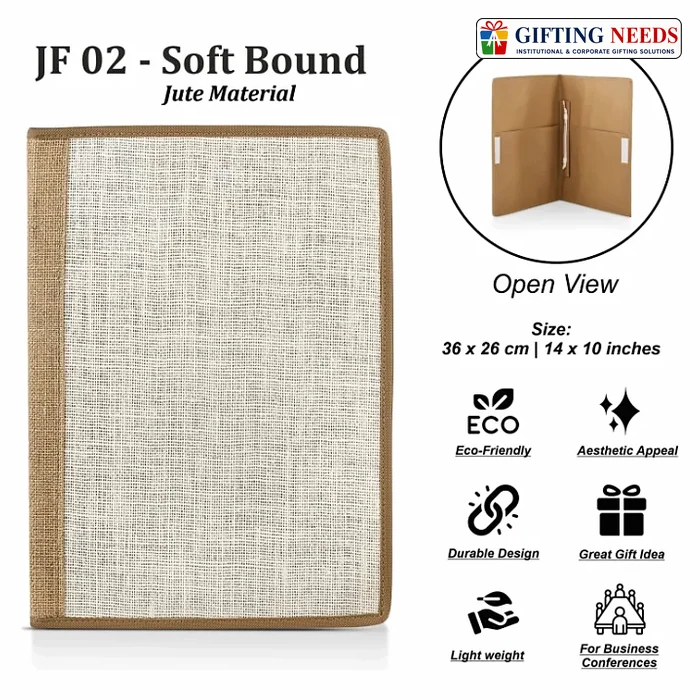 JF 02 - Soft Bound
Jute Material
GIFTING NEEDS
INSTITUTIONAL & CORPORATE GIFTING SOLUTIONS
Open View
Size:
36 x 26 cm | 14 x 10 inches
ECO
Eco-Friendly
Aesthetic Appeal
Durable Design
Great Gift Idea
Light weight
For Business
Conferences